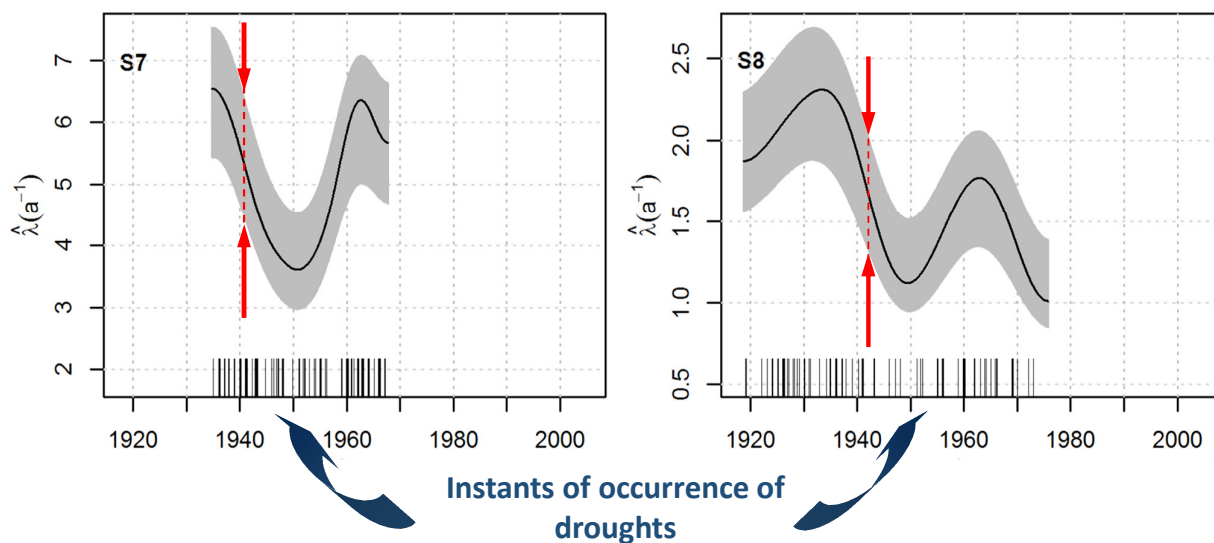 S7
7
6
5
4
3
2
λ̂(a⁻¹)
1920 1940 1960 1980 2000
S8
2.5
2.0
1.5
1.0
0.5
λ̂(a⁻¹)
1920 1940 1960 1980 2000
Instants of occurrence of
droughts